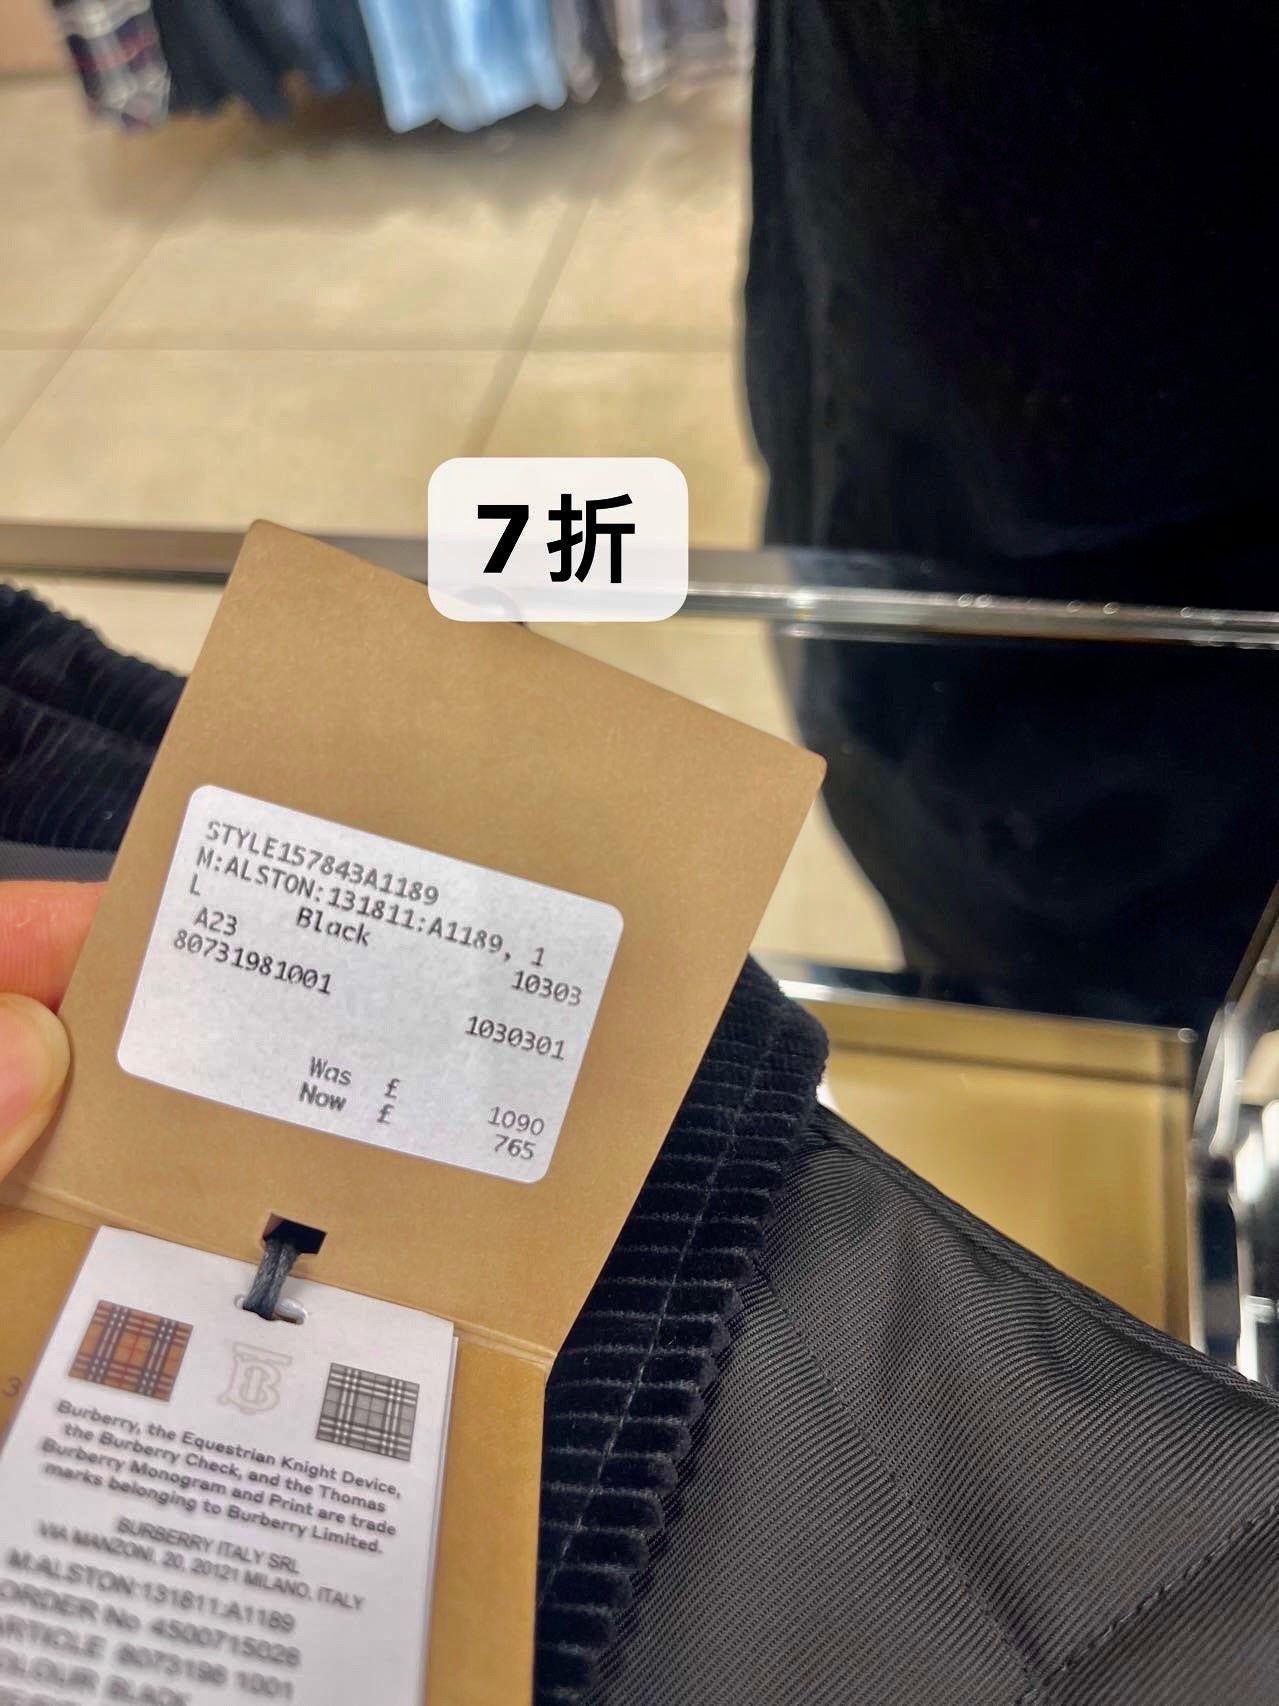 7折
STYLE157843A1189
M:ALSTON:131811:A1189, 1
L Black 10303
A23
80731981001 1030301
Was £ 1090
Now £ 765
Burberry, the Equestrian Knight Device,
the Burberry Check, and the Thomas
Burberry Monogram and Print are trade
marks belonging to Burberry Limited.
BURBERRY ITALY SRL
VIA MANZONI, 20, 20121 MILANO, ITALY
M:ALSTON:131811:A1189
ORDER No 4500715028
ARTICLE 8073198 1001
COLOUR BLACK